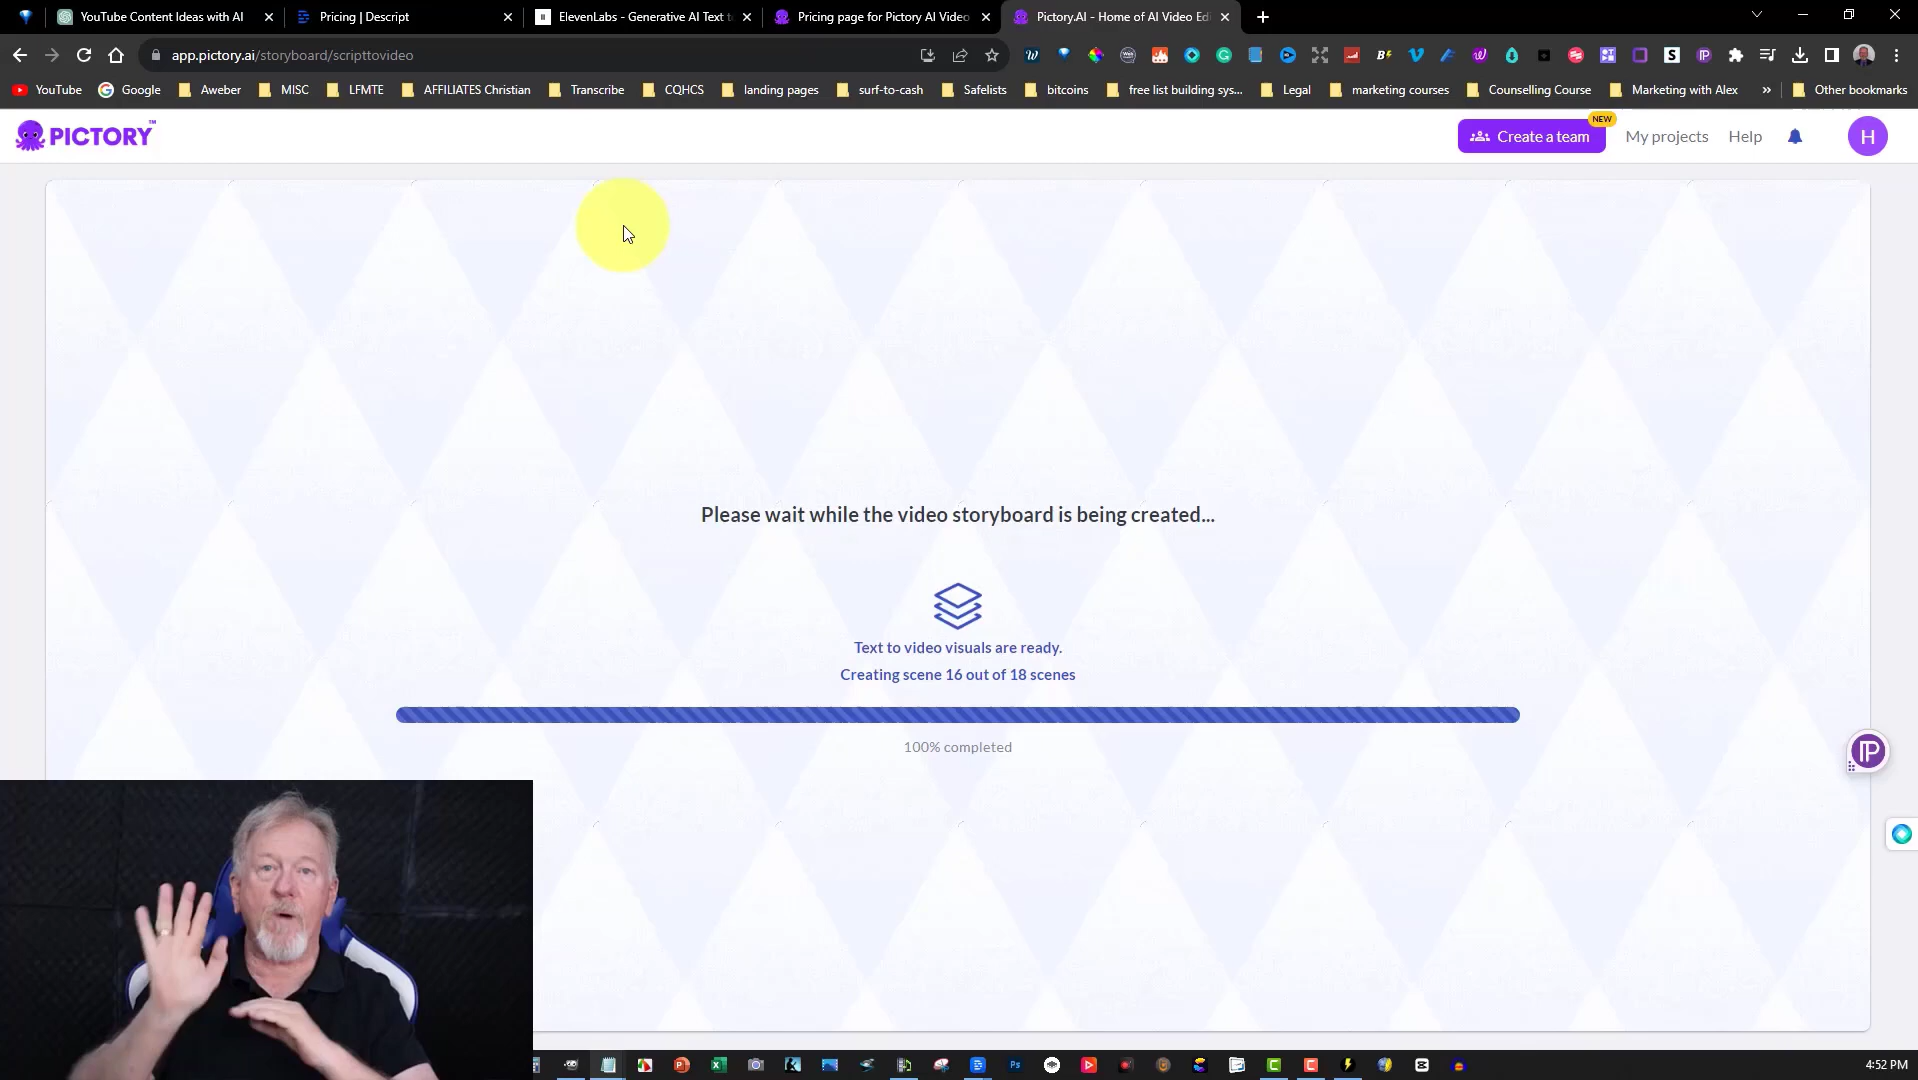 YouTube Content Ideas with AI
Pricing | Descript
ElevenLabs - Generative AI Text t
Pricing page for Pictory AI Video
Pictory.AI - Home of AI Video Edi
app.pictory.ai/storyboard/scripttovideo
YouTube
Google
Aweber
MISC
LFMTE
AFFILIATES Christian
Transcribe
CQHCS
landing pages
surf-to-cash
Safelists
bitcoins
free list building sys...
Legal
marketing courses
Counselling Course
Marketing with Alex
»
Other bookmarks
PICTORY™
Create a team
NEW
My projects
Help
H
Please wait while the video storyboard is being created...
Text to video visuals are ready.
Creating scene 16 out of 18 scenes
100% completed
4:52 PM